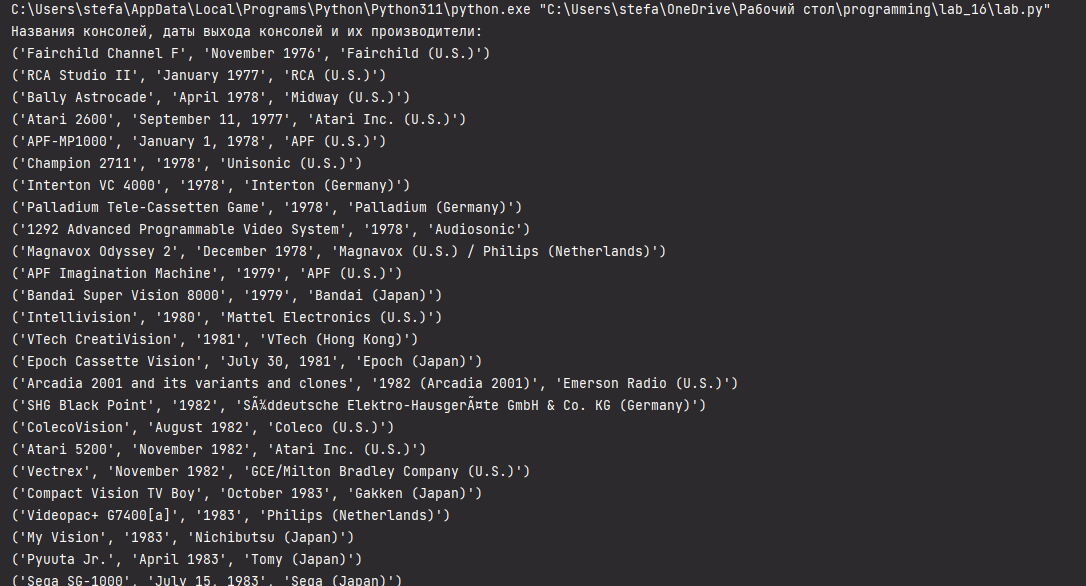 C:\Users\stefa\AppData\Local\Programs\Python\Python311\python.exe "C:\Users\stefa\OneDrive\Рабочий стол\programming\lab_16\lab.py"
Названия консолей, даты выхода консолей и их производители:
('Fairchild Channel F', 'November 1976', 'Fairchild (U.S.)')
('RCA Studio II', 'January 1977', 'RCA (U.S.)')
('Bally Astrocade', 'April 1978', 'Midway (U.S.)')
('Atari 2600', 'September 11, 1977', 'Atari Inc. (U.S.)')
('APF-MP1000', 'January 1, 1978', 'APF (U.S.)')
('Champion 2711', '1978', 'Unisonic (U.S.)')
('Interton VC 4000', '1978', 'Interton (Germany)')
('Palladium Tele-Cassetten Game', '1978', 'Palladium (Germany)')
('1292 Advanced Programmable Video System', '1978', 'Audiosonic')
('Magnavox Odyssey 2', 'December 1978', 'Magnavox (U.S.) / Philips (Netherlands)')
('APF Imagination Machine', '1979', 'APF (U.S.)')
('Bandai Super Vision 8000', '1979', 'Bandai (Japan)')
('Intellivision', '1980', 'Mattel Electronics (U.S.)')
('VTech CreatiVision', '1981', 'VTech (Hong Kong)')
('Epoch Cassette Vision', 'July 30, 1981', 'Epoch (Japan)')
('Arcadia 2001 and its variants and clones', '1982 (Arcadia 2001)', 'Emerson Radio (U.S.)')
('SHG Black Point', '1982', 'SÃ¼ddeutsche Elektro-HausgerÃ¤te GmbH & Co. KG (Germany)')
('ColecoVision', 'August 1982', 'Coleco (U.S.)')
('Atari 5200', 'November 1982', 'Atari Inc. (U.S.)')
('Vectrex', 'November 1982', 'GCE/Milton Bradley Company (U.S.)')
('Compact Vision TV Boy', 'October 1983', 'Gakken (Japan)')
('Videopac+ G7400[a]', '1983', 'Philips (Netherlands)')
('My Vision', '1983', 'Nichibutsu (Japan)')
('Pyuuta Jr.', 'April 1983', 'Tomy (Japan)')
('Sega SG-1000', 'July 15, 1983', 'Sega (Japan)')